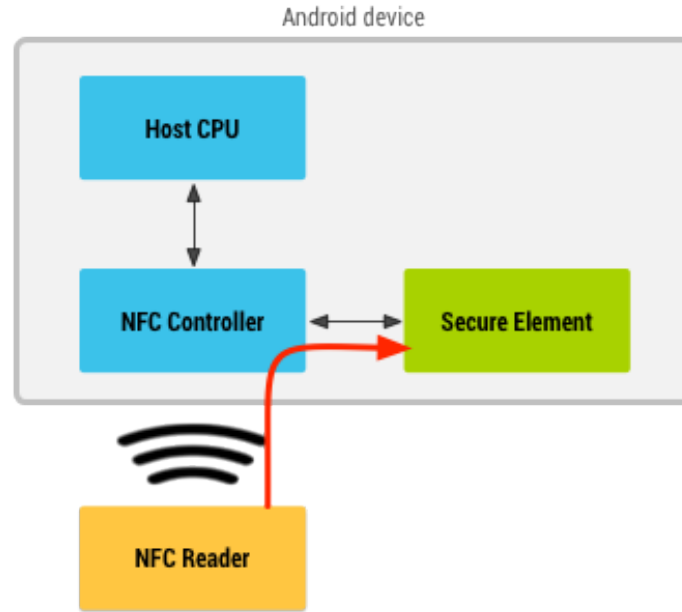 Android device
Host CPU
NFC Controller
Secure Element
NFC Reader